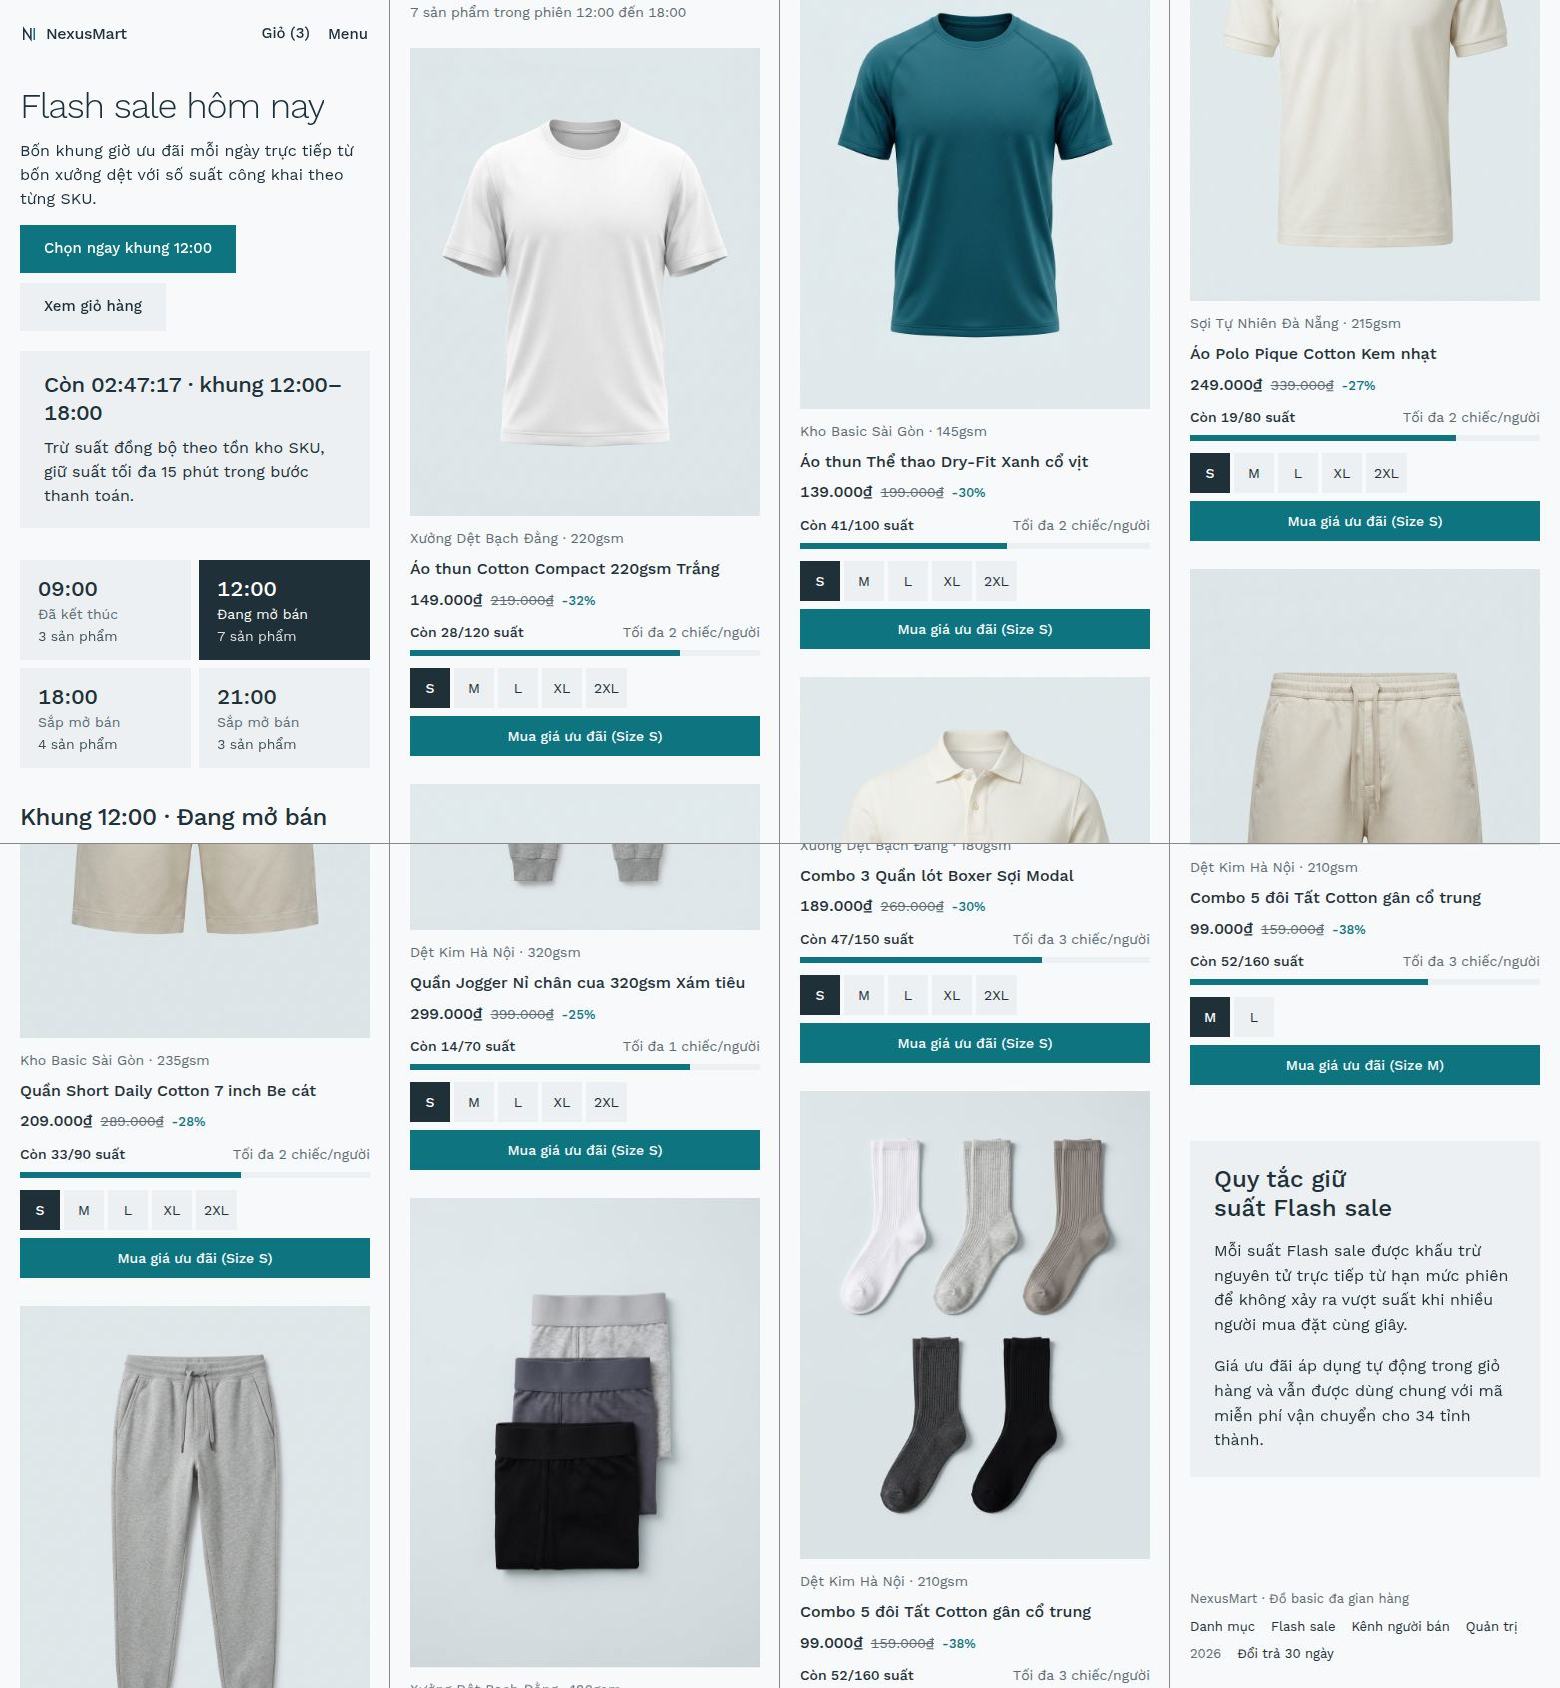 NexusMart
Giỏ (3)
Menu
Flash sale hôm nay
Bốn khung giờ ưu đãi mỗi ngày trực tiếp từ
bốn xưởng dệt với số suất công khai theo
từng SKU.
Chọn ngay khung 12:00
Xem giỏ hàng
Còn 02:47:17 · khung 12:00–
18:00
Trừ suất đồng bộ theo tồn kho SKU,
giữ suất tối đa 15 phút trong bước
thanh toán.
09:00
Đã kết thúc
3 sản phẩm
12:00
Đang mở bán
7 sản phẩm
18:00
Sắp mở bán
4 sản phẩm
21:00
Sắp mở bán
3 sản phẩm
Khung 12:00 · Đang mở bán
7 sản phẩm trong phiên 12:00 đến 18:00
Xưởng Dệt Bạch Đằng · 220gsm
Áo thun Cotton Compact 220gsm Trắng
149.000₫ 219.000₫ -32%
Còn 28/120 suất Tối đa 2 chiếc/người
S M L XL 2XL
Mua giá ưu đãi (Size S)
Kho Basic Sài Gòn · 145gsm
Áo thun Thể thao Dry-Fit Xanh cổ vịt
139.000₫ 199.000₫ -30%
Còn 41/100 suất Tối đa 2 chiếc/người
S M L XL 2XL
Mua giá ưu đãi (Size S)
Sợi Tự Nhiên Đà Nẵng · 215gsm
Áo Polo Pique Cotton Kem nhạt
249.000₫ 339.000₫ -27%
Còn 19/80 suất Tối đa 2 chiếc/người
S M L XL 2XL
Mua giá ưu đãi (Size S)
Kho Basic Sài Gòn · 235gsm
Quần Short Daily Cotton 7 inch Be cát
209.000₫ 289.000₫ -28%
Còn 33/90 suất Tối đa 2 chiếc/người
S M L XL 2XL
Mua giá ưu đãi (Size S)
Dệt Kim Hà Nội · 320gsm
Quần Jogger Nỉ chân cua 320gsm Xám tiêu
299.000₫ 399.000₫ -25%
Còn 14/70 suất Tối đa 1 chiếc/người
S M L XL 2XL
Mua giá ưu đãi (Size S)
Xưởng Dệt Bạch Đằng · 180gsm
Xưởng Dệt Bạch Đằng · 180gsm
Combo 3 Quần lót Boxer Sợi Modal
189.000₫ 269.000₫ -30%
Còn 47/150 suất Tối đa 3 chiếc/người
S M L XL 2XL
Mua giá ưu đãi (Size S)
Dệt Kim Hà Nội · 210gsm
Combo 5 đôi Tất Cotton gân cổ trung
99.000₫ 159.000₫ -38%
Còn 52/160 suất Tối đa 3 chiếc/người
Dệt Kim Hà Nội · 210gsm
Combo 5 đôi Tất Cotton gân cổ trung
99.000₫ 159.000₫ -38%
Còn 52/160 suất Tối đa 3 chiếc/người
M L
Mua giá ưu đãi (Size M)
Quy tắc giữ
suất Flash sale
Mỗi suất Flash sale được khấu trừ
nguyên tử trực tiếp từ hạn mức phiên
để không xảy ra vượt suất khi nhiều
người mua đặt cùng giây.
Giá ưu đãi áp dụng tự động trong giỏ
hàng và vẫn được dùng chung với mã
miễn phí vận chuyển cho 34 tỉnh
thành.
NexusMart · Đồ basic đa gian hàng
Danh mục Flash sale Kênh người bán Quản trị
2026 Đổi trả 30 ngày